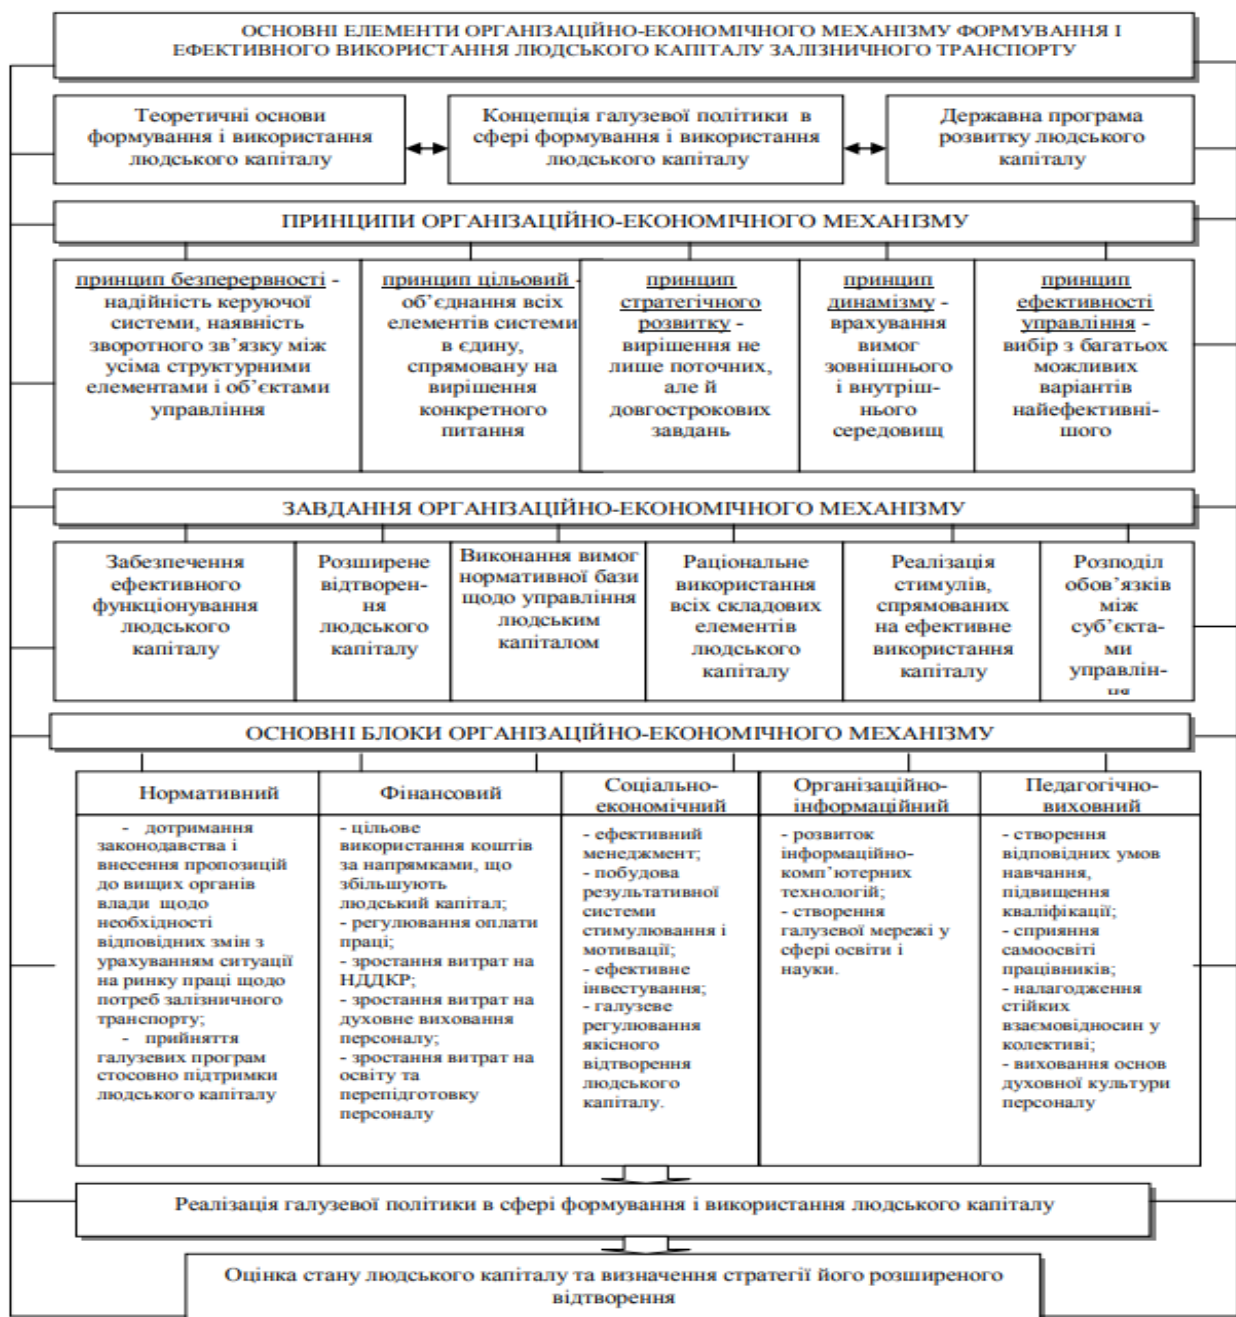 ОСНОВНІ ЕЛЕМЕНТИ ОРГАНІЗАЦІЙНО-ЕКОНОМІЧНОГО МЕХАНІЗМУ ФОРМУВАННЯ І
ЕФЕКТИВНОГО ВИКОРИСТАННЯ ЛЮДСЬКОГО КАПІТАЛУ ЗАЛІЗНИЧНОГО ТРАНСПОРТУ
Теоретичні основи
формування і використання
людського капіталу
Концепція галузевої політики в
сфері формування і використання
людського капіталу
Державна програма
розвитку людського
капіталу
ПРИНЦИПИ ОРГАНІЗАЦІЙНО-ЕКОНОМІЧНОГО МЕХАНІЗМУ
принцип безперервності -
надійність керуючої
системи, наявність
зворотного зв’язку між
усіма структурними
елементами і об’єктами
управління
принцип цільовий -
об’єднання всіх
елементів системи
в єдину,
спрямовану на
вирішення
конкретного
питання
принцип
стратегічного
розвитку -
вирішення не
лише поточних,
але й
довгострокових
завдань
принцип
динамізму -
врахування
вимог
зовнішнього
і внутріш-
нього
середовищ
принцип
ефективності
управління -
вибір з багатьох
можливих
варіантів
найефективні-
шого
ЗАВДАННЯ ОРГАНІЗАЦІЙНО-ЕКОНОМІЧНОГО МЕХАНІЗМУ
Забезпечення
ефективного
функціонування
людського
капіталу
Розширене
відтворен-
ня
людського
капіталу
Виконання вимог
нормативної бази
щодо управління
людським
капіталом
Раціональне
використання
всіх складових
елементів
людського
капіталу
Реалізація
стимулів,
спрямованих
на ефективне
використання
капіталу
Розподіл
обов’язків
між
суб’єкта-
ми
управлін-
ня
ОСНОВНІ БЛОКИ ОРГАНІЗАЦІЙНО-ЕКОНОМІЧНОГО МЕХАНІЗМУ
Нормативний
- дотримання
законодавства і
внесення пропозицій
до вищих органів
влади щодо
необхідності
відповідних змін з
урахуванням ситуації
на ринку праці щодо
потреб залізничного
транспорту;
- прийняття
галузевих програм
стосовно підтримки
людського капіталу
Фінансовий
- цільове
використання коштів
за напрямками, що
збільшують
людський капітал;
- регулювання оплати
праці;
- зростання витрат на
НДДКР;
- зростання витрат на
духовне виховання
персоналу;
- зростання витрат на
освіту та
перепідготовку
персоналу
Соціально-
економічний
- ефективний
менеджмент;
- побудова
результативної
системи
стимулювання і
мотивації;
- ефективне
інвестування;
- галузеве
регулювання
якісного
відтворення
людського
капіталу.
Організаційно-
інформаційний
- розвиток
інформаційно-
комп’ютерних
технологій;
- створення
галузевої мережі у
сфері освіти і
науки.
Педагогічно-
виховний
- створення
відповідних умов
навчання,
підвищення
кваліфікації;
- сприяння
самоосвіті
працівників;
- налагодження
стійких
взаємовідносин у
колективі;
- виховання основ
духовної культури
персоналу
Реалізація галузевої політики в сфері формування і використання людського капіталу
Оцінка стану людського капіталу та визначення стратегії його розширеного
відтворення